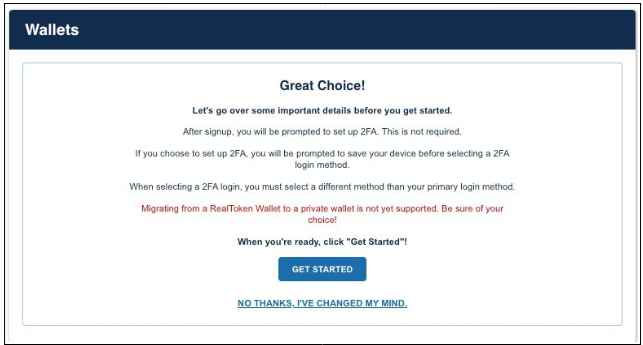 Wallets
Great Choice!
Let's go over some important details before you get started.
After signup, you will be prompted to set up 2FA. This is not required.
If you choose to set up 2FA, you will be prompted to save your device before selecting a 2FA
login method.
When selecting a 2FA login, you must select a different method than your primary login method.
Migrating from a RealToken Wallet to a private wallet is not yet supported. Be sure of your
choice!
When you're ready, click "Get Started"!
GET STARTED
NO THANKS, I'VE CHANGED MY MIND.